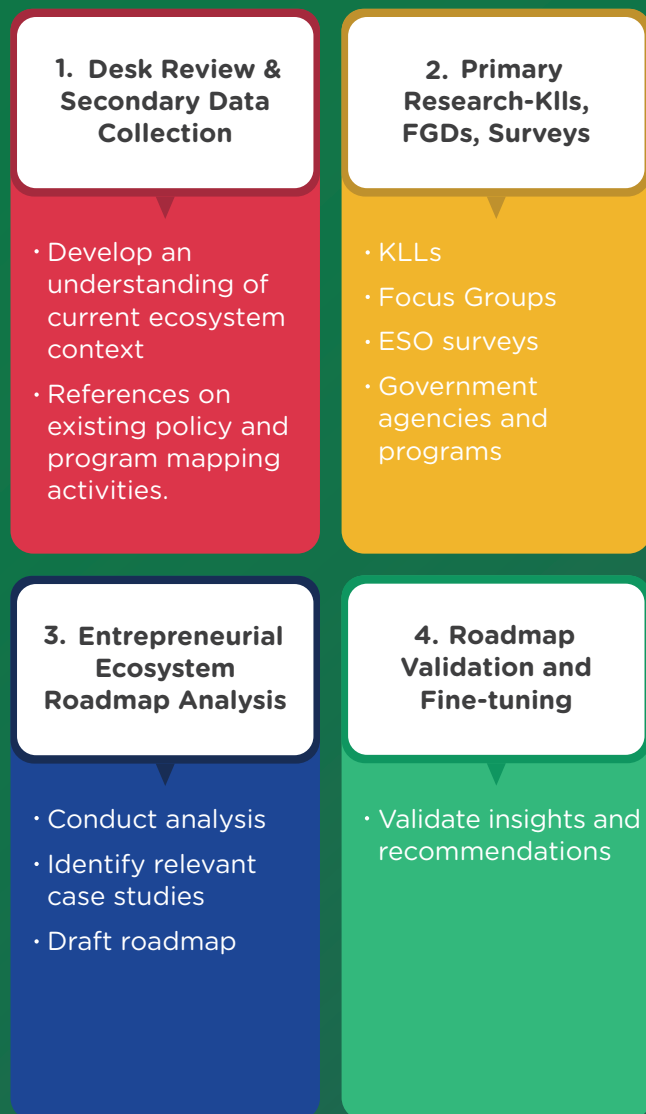 1. Desk Review &
Secondary Data
Collection
· Develop an
understanding of
current ecosystem
context
· References on
existing policy and
program mapping
activities.
2. Primary
Research-Klls,
FGDs, Surveys
· KLLs
· Focus Groups
· ESO surveys
· Government
agencies and
programs
3. Entrepreneurial
Ecosystem
Roadmap Analysis
· Conduct analysis
· Identify relevant
case studies
· Draft roadmap
4. Roadmap
Validation and
Fine-tuning
· Validate insights and
recommendations